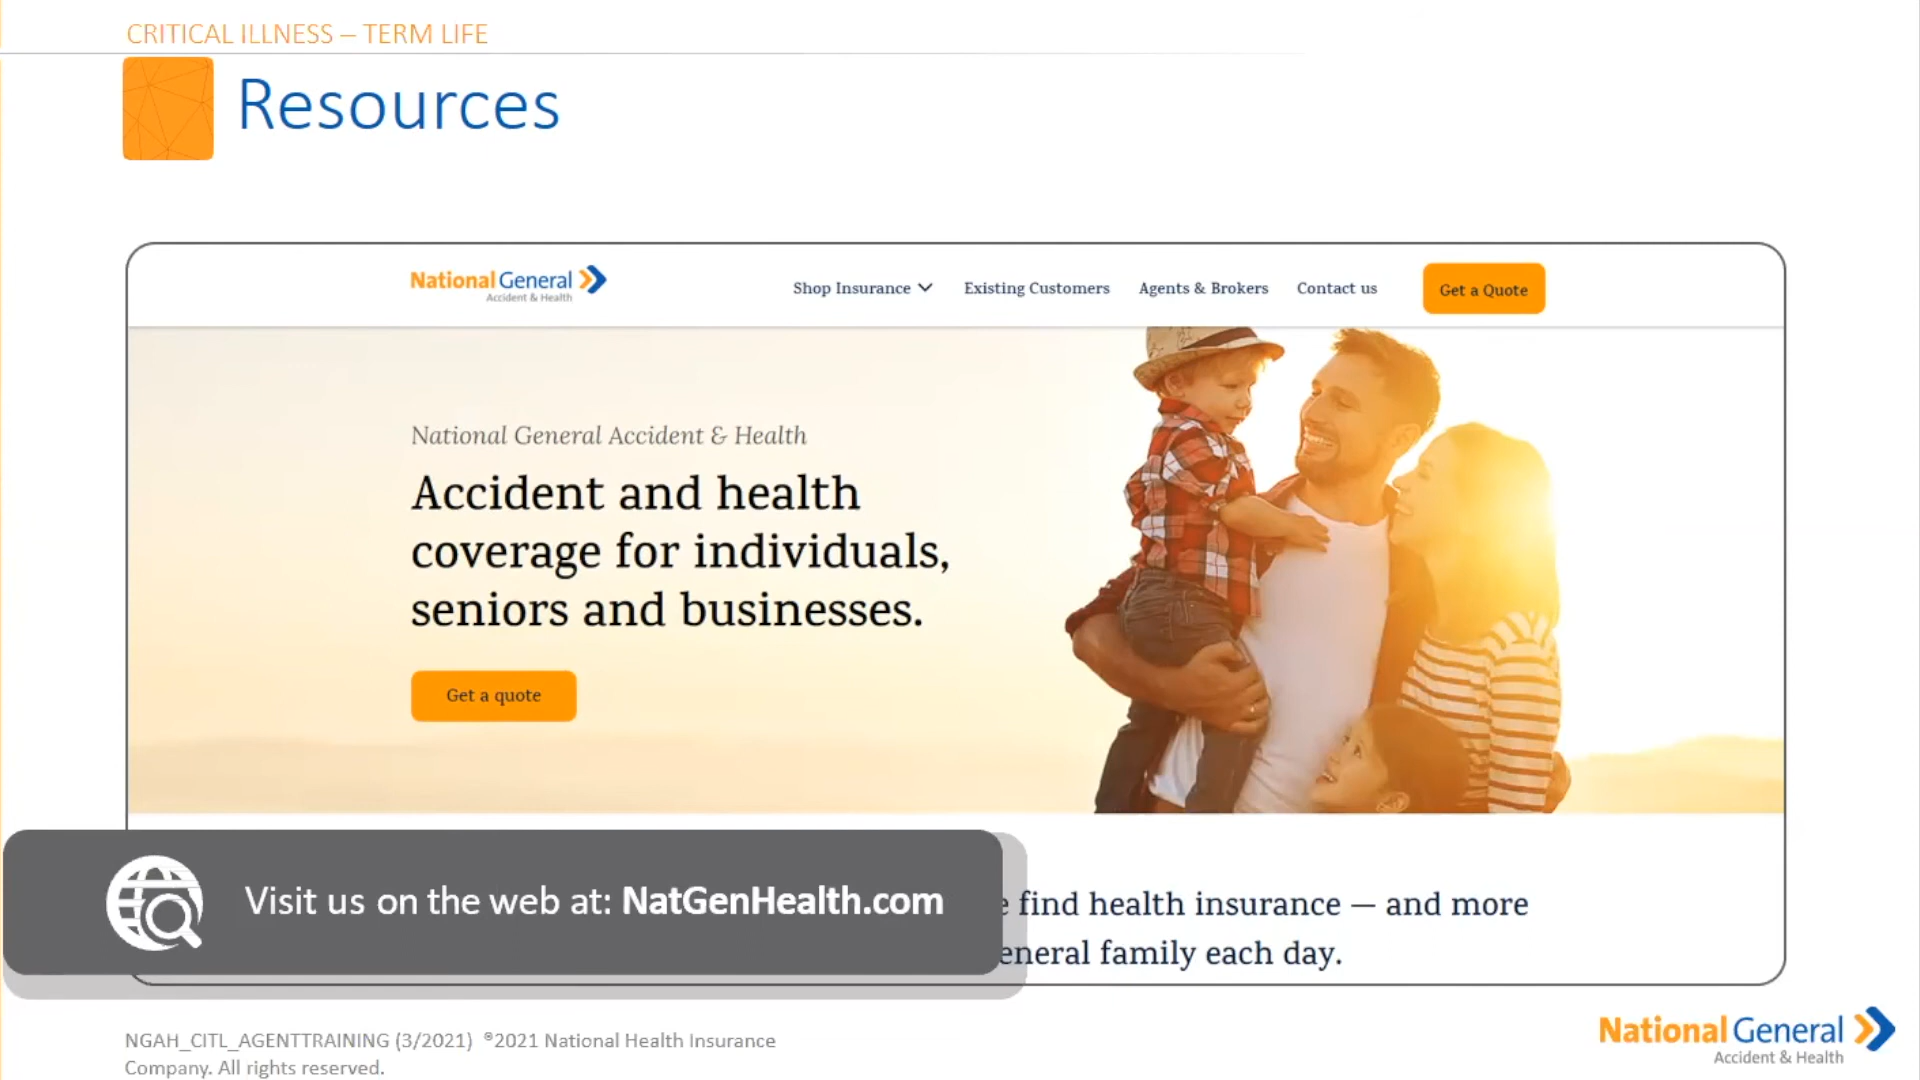 CRITICAL ILLNESS – TERM LIFE
Resources
National General
Accident & Health
Shop Insurance
Existing Customers
Agents & Brokers
Contact us
Get a Quote
National General Accident & Health
Accident and health
coverage for individuals,
seniors and businesses.
Get a quote
Visit us on the web at: NatGenHealth.com
find health insurance — and more
family each day.
NGAH_CITL_AGENTTRAINING (3/2021) ©2021 National Health Insurance
Company. All rights reserved.
National General
Accident & Health